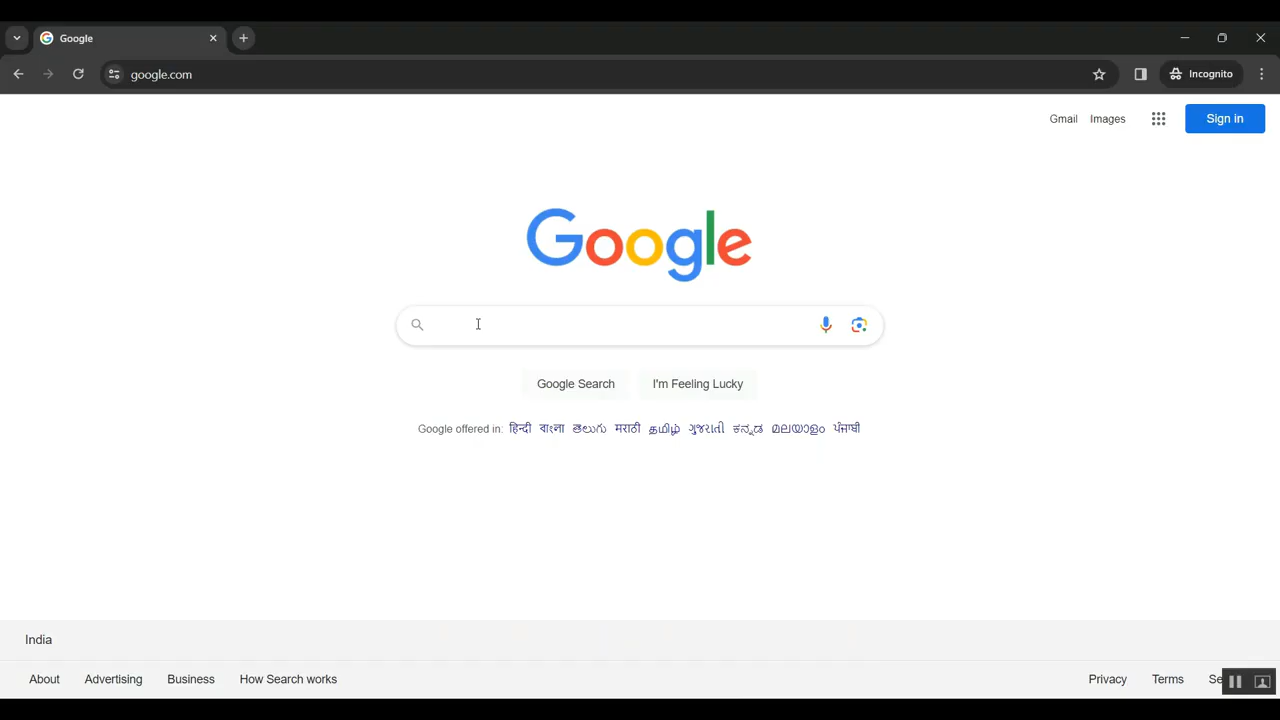 Google
google.com
Incognito
Gmail Images Sign in
Google
Google Search I'm Feeling Lucky
Google offered in: हिन्दी বাংলা తెలుగు मराठी தமிழ் ગુજરાતી ಕನ್ನಡ മലയാളം ਪੰਜਾਬੀ
India
About Advertising Business How Search works Privacy Terms Se